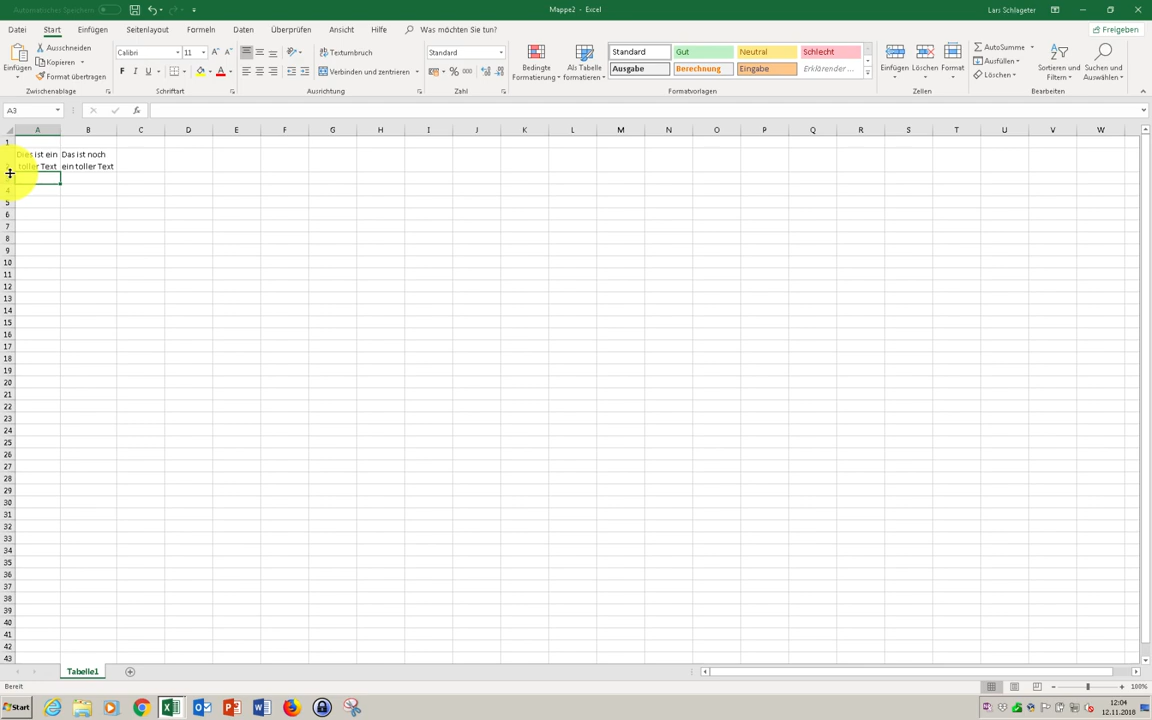 Automatisches Speichern
Mappe2 - Excel
Lars Schlageter
Datei Start Einfügen Seitenlayout Formeln Daten Überprüfen Ansicht Hilfe Was möchten Sie tun? Freigeben
Einfügen
Ausschneiden
Kopieren
Format übertragen
Zwischenablage
Calibri 11
F K U
Schriftart
Textumbruch
Verbinden und zentrieren
Ausrichtung
Standard
% 000
Zahl
Bedingte Formatierung
Als Tabelle formatieren
Standard Gut Neutral Schlecht
Ausgabe Berechnung Eingabe Erklärender...
Formatvorlagen
Einfügen Löschen Format
Zellen
AutoSumme
Ausfüllen
Löschen
Sortieren und Filtern
Suchen und Auswählen
Bearbeiten
A3 fx
A B C D E F G H I J K L M N O P Q R S T U V W
1
Dies ist ein Das ist noch
2 toller Text ein toller Text
4
5
6
7
8
9
10
11
12
13
14
15
16
17
18
19
20
21
22
23
24
25
26
27
28
29
30
31
32
33
34
35
36
37
38
39
40
41
42
43
Tabelle1
Bereit
100%
Start
12:04
12.11.2018